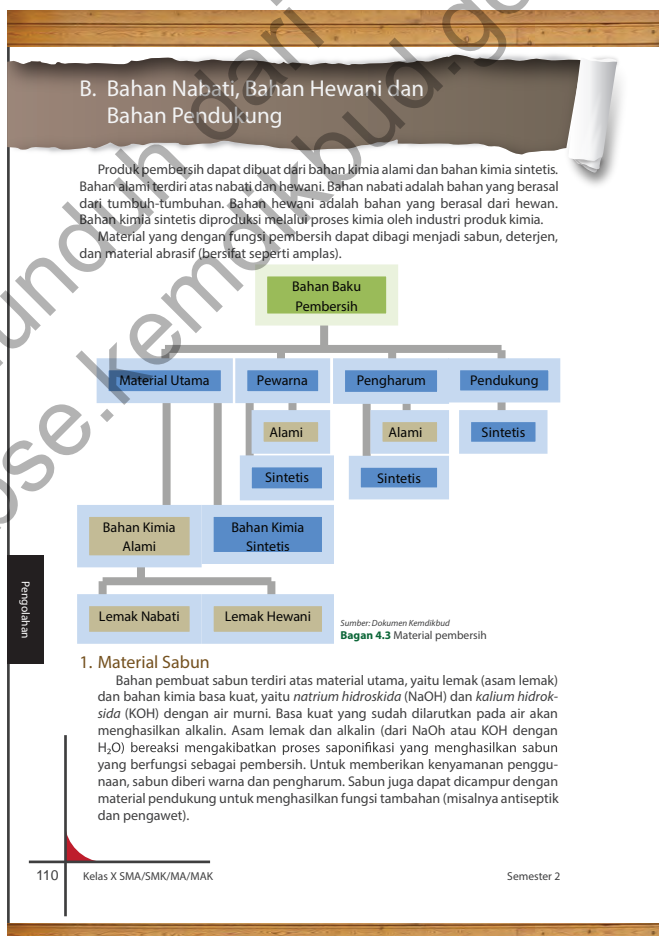 B. Bahan Nabati, Bahan Hewani dan
Bahan Pendukung
Produk pembersih dapat dibuat dari bahan kimia alami dan bahan kimia sintetis.
Bahan alami terdiri atas nabati dan hewani. Bahan nabati adalah bahan yang berasal
dari tumbuh-tumbuhan. Bahan hewani adalah bahan yang berasal dari hewan.
Bahan kimia sintetis diproduksi melalui proses kimia oleh industri produk kimia.
Material yang dengan fungsi pembersih dapat dibagi menjadi sabun, deterjen,
dan material abrasif (bersifat seperti amplas).
Bahan Baku
Pembersih
Material Utama
Pewarna
Pengharum
Pendukung
Alami
Alami
Sintetis
Sintetis
Sintetis
Bahan Kimia
Alami
Bahan Kimia
Sintetis
Lemak Nabati
Lemak Hewani
Sumber: Dokumen Kemdikbud
Bagan 4.3 Material pembersih
1. Material Sabun
Bahan pembuat sabun terdiri atas material utama, yaitu lemak (asam lemak)
dan bahan kimia basa kuat, yaitu natrium hidroskida (NaOH) dan kalium hidrok-
sida (KOH) dengan air murni. Basa kuat yang sudah dilarutkan pada air akan
menghasilkan alkalin. Asam lemak dan alkalin (dari NaOh atau KOH dengan
H₂O) bereaksi mengakibatkan proses saponifikasi yang menghasilkan sabun
yang berfungsi sebagai pembersih. Untuk memberikan kenyamanan penggu-
naan, sabun diberi warna dan pengharum. Sabun juga dapat dicampur dengan
material pendukung untuk menghasilkan fungsi tambahan (misalnya antiseptik
dan pengawet).
Pengolahan
110
Kelas X SMA/SMK/MA/MAK
Semester 2